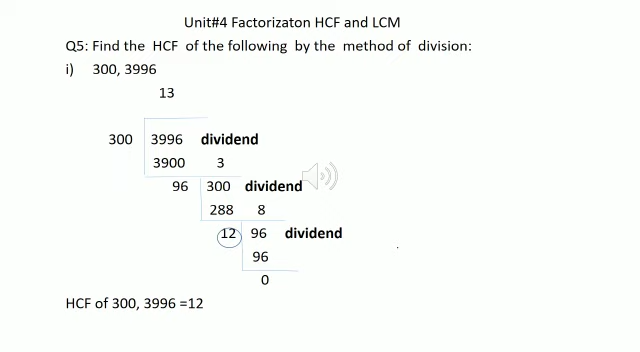 Unit#4 Factorizaton HCF and LCM
Q5: Find the HCF of the following by the method of division:
i) 300, 3996
13
300 3996 dividend
3900 3
96 300 dividend
288 8
12 96 dividend
96
0
HCF of 300, 3996 =12